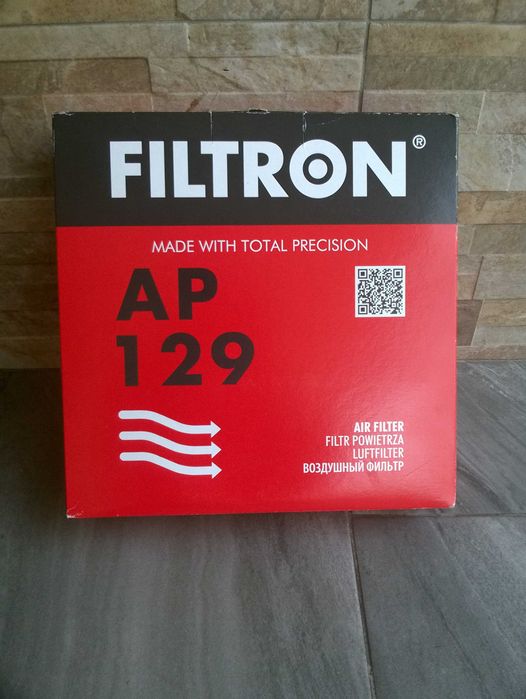 FILTRON®
MADE WITH TOTAL PRECISION
AP
129
AIR FILTER
FILTR POWIETRZA
LUFTFILTER
ВОЗДУШНЫЙ ФИЛЬТР